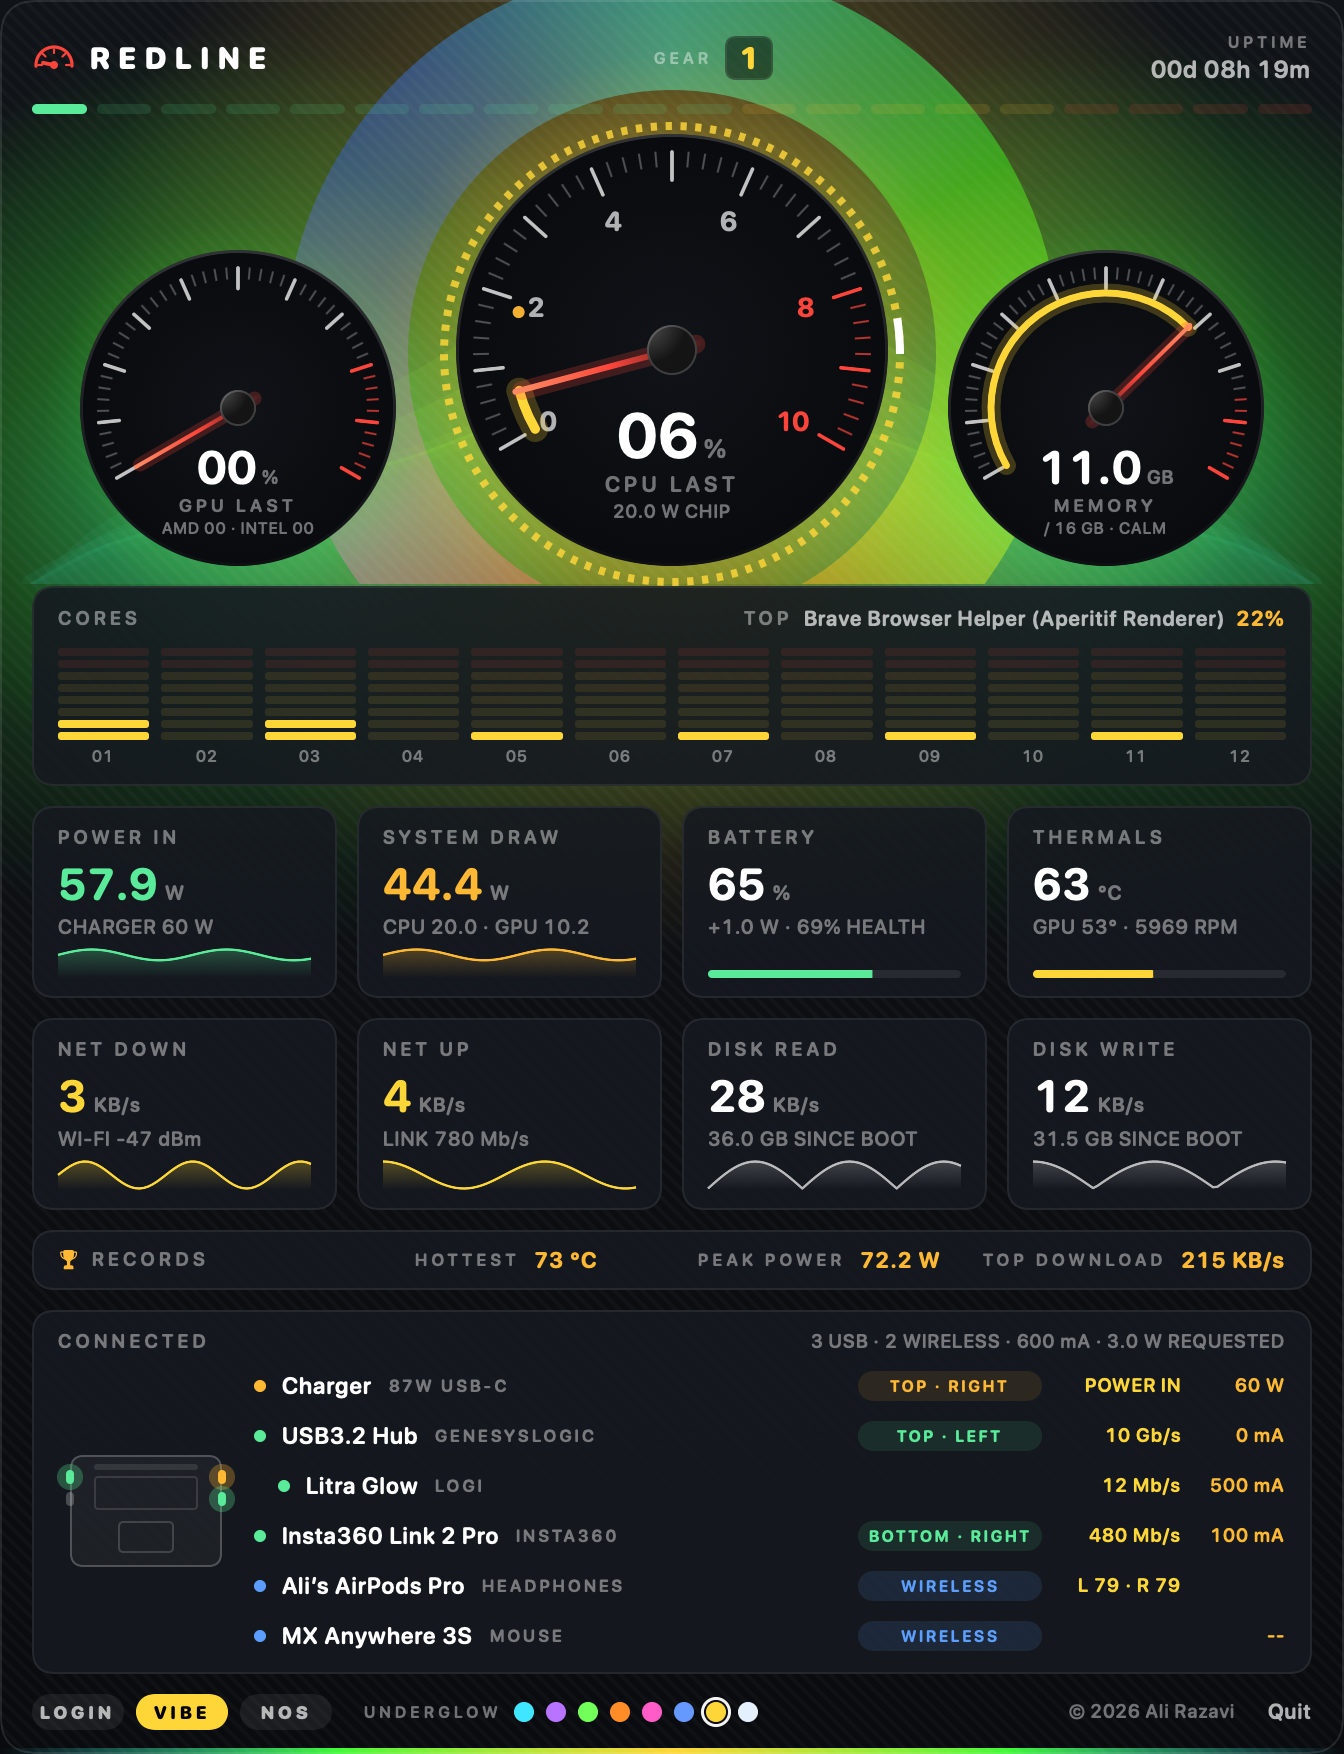 REDLINE
GEAR 1
UPTIME
00d 08h 19m
4 6
2 8
0 10
06 %
CPU LAST
20.0 W CHIP
00 %
GPU LAST
AMD 00 · INTEL 00
11.0 GB
MEMORY
/ 16 GB · CALM
CORES
TOP Brave Browser Helper (Aperitif Renderer) 22%
01 02 03 04 05 06 07 08 09 10 11 12
POWER IN
57.9 W
CHARGER 60 W
SYSTEM DRAW
44.4 W
CPU 20.0 · GPU 10.2
BATTERY
65 %
+1.0 W · 69% HEALTH
THERMALS
63 °C
GPU 53° · 5969 RPM
NET DOWN
3 KB/s
WI-FI -47 dBm
NET UP
4 KB/s
LINK 780 Mb/s
DISK READ
28 KB/s
36.0 GB SINCE BOOT
DISK WRITE
12 KB/s
31.5 GB SINCE BOOT
RECORDS HOTTEST 73 °C PEAK POWER 72.2 W TOP DOWNLOAD 215 KB/s
CONNECTED 3 USB · 2 WIRELESS · 600 mA · 3.0 W REQUESTED
Charger 87W USB-C TOP · RIGHT POWER IN 60 W
USB3.2 Hub GENESYSLOGIC TOP · LEFT 10 Gb/s 0 mA
Litra Glow LOGI 12 Mb/s 500 mA
Insta360 Link 2 Pro INSTA360 BOTTOM · RIGHT 480 Mb/s 100 mA
Ali’s AirPods Pro HEADPHONES WIRELESS L 79 · R 79
MX Anywhere 3S MOUSE WIRELESS --
LOGIN VIBE NOS UNDERGLOW © 2026 Ali Razavi Quit